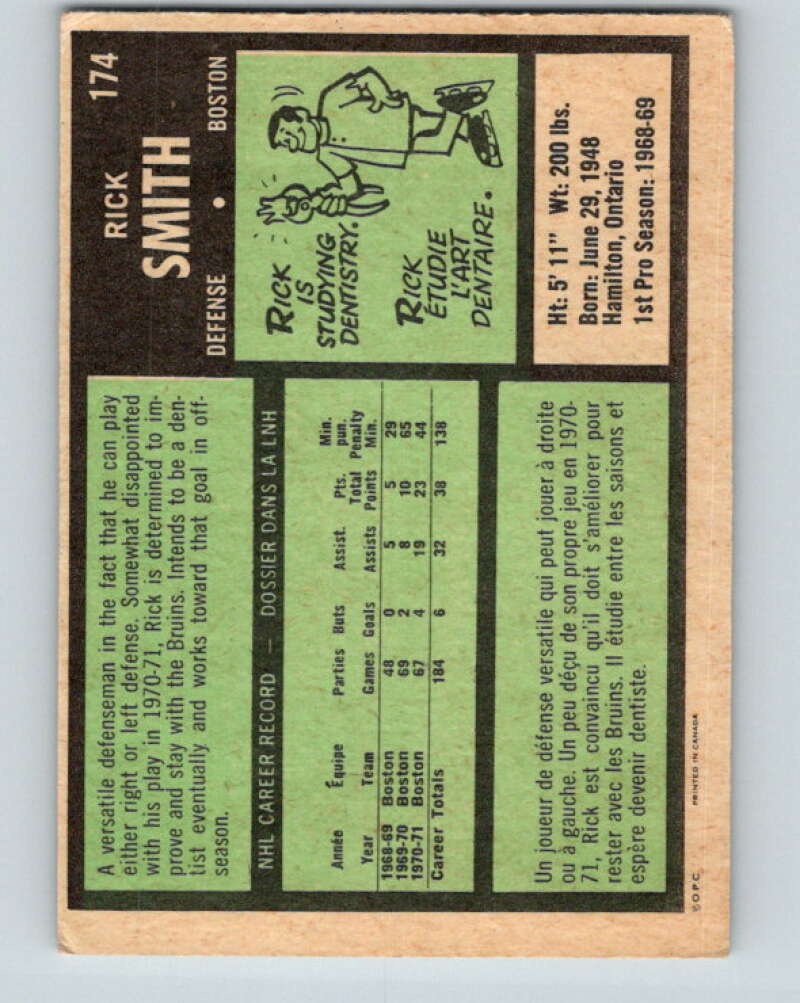 RICK 174
SMITH
DEFENSE • BOSTON
A versatile defenseman in the fact that he can play
either right or left defense. Somewhat disappointed
with his play in 1970-71, Rick is determined to im-
prove and stay with the Bruins. Intends to be a den-
tist eventually and works toward that goal in off-
season.
RICK
IS
STUDYING
DENTISTRY.
RICK
ÉTUDIE
L'ART
DENTAIRE.
NHL CAREER RECORD — DOSSIER DANS LA LNH
Min.
Pts. pun.
Année Équipe Parties Buts Assist. Total Penalty
Year Team Games Goals Assists Points Min.
1968-69 Boston 48 0 5 5 29
1969-70 Boston 69 2 8 10 65
1970-71 Boston 67 4 19 23 44
Career Totals 184 6 32 38 138
Ht: 5' 11" Wt: 200 lbs.
Born: June 29, 1948
Hamilton, Ontario
1st Pro Season: 1968-69
Un joueur de défense versatile qui peut jouer à droite
ou à gauche. Un peu déçu de son propre jeu en 1970-
71, Rick est convaincu qu'il doit s'améliorer pour
rester avec les Bruins. Il étudie entre les saisons et
espère devenir dentiste.
© O.P.C. PRINTED IN CANADA